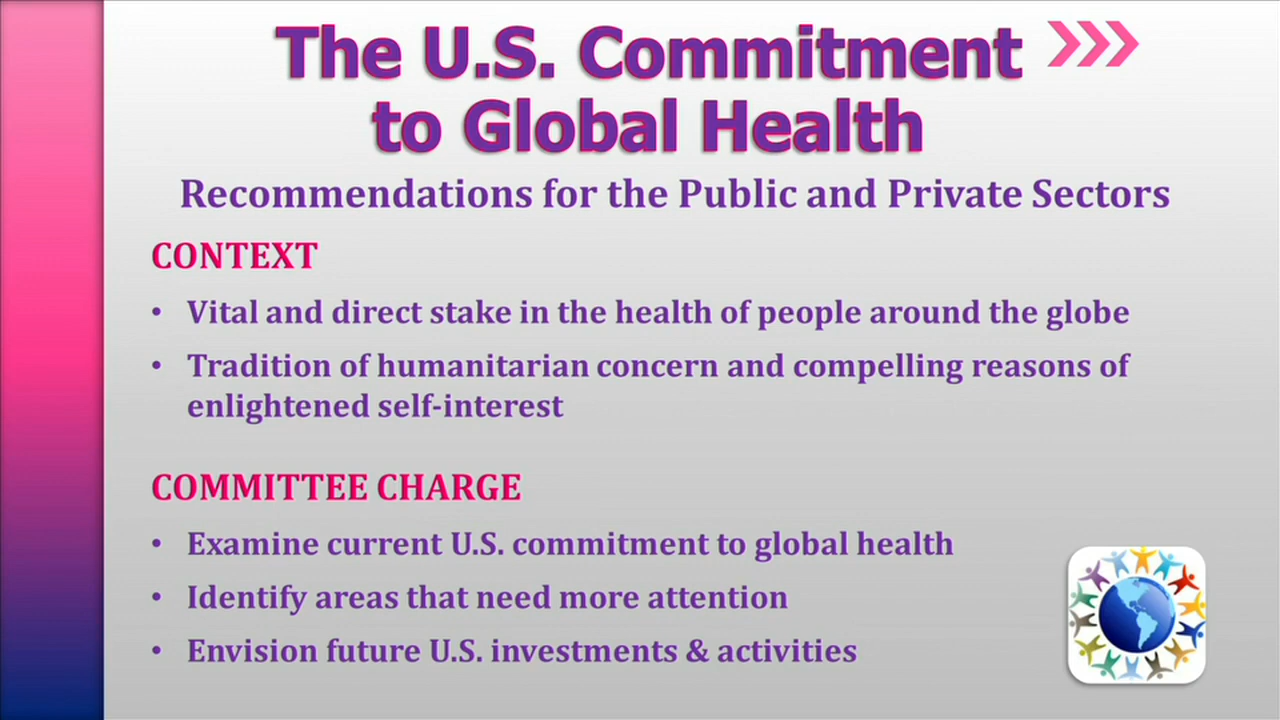 The U.S. Commitment
to Global Health
Recommendations for the Public and Private Sectors
CONTEXT
• Vital and direct stake in the health of people around the globe
• Tradition of humanitarian concern and compelling reasons of
enlightened self-interest
COMMITTEE CHARGE
• Examine current U.S. commitment to global health
• Identify areas that need more attention
• Envision future U.S. investments & activities